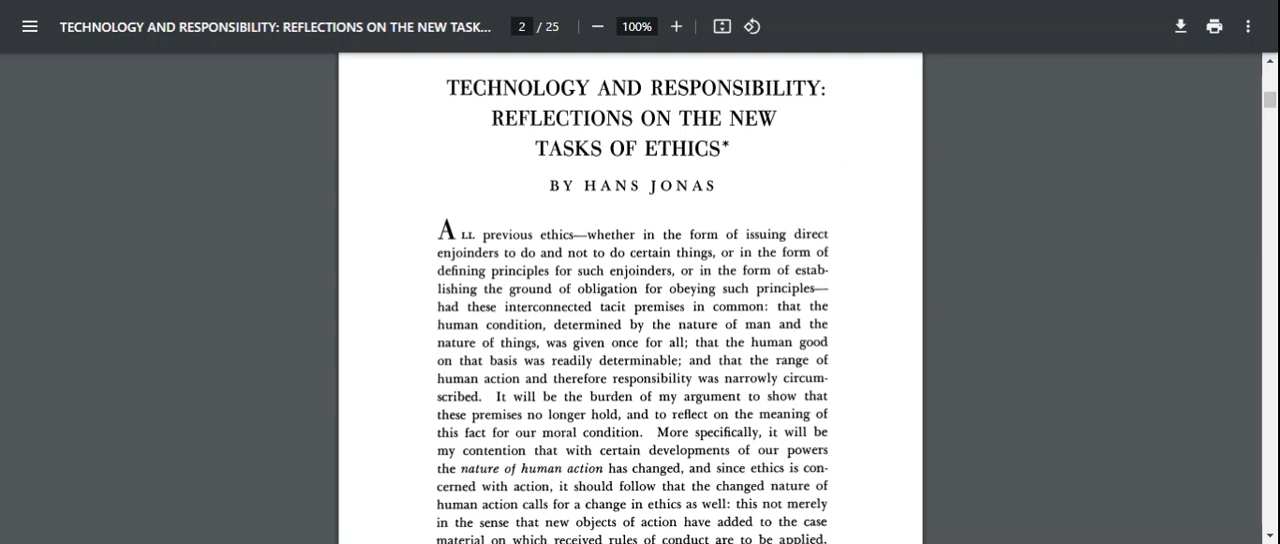 TECHNOLOGY AND RESPONSIBILITY: REFLECTIONS ON THE NEW TASK...
2 / 25
100%
TECHNOLOGY AND RESPONSIBILITY:
REFLECTIONS ON THE NEW
TASKS OF ETHICS*
BY HANS JONAS
ALL previous ethics—whether in the form of issuing direct
enjoinders to do and not to do certain things, or in the form of
defining principles for such enjoinders, or in the form of estab-
lishing the ground of obligation for obeying such principles—
had these interconnected tacit premises in common: that the
human condition, determined by the nature of man and the
nature of things, was given once for all; that the human good
on that basis was readily determinable; and that the range of
human action and therefore responsibility was narrowly circum-
scribed. It will be the burden of my argument to show that
these premises no longer hold, and to reflect on the meaning of
this fact for our moral condition. More specifically, it will be
my contention that with certain developments of our powers
the nature of human action has changed, and since ethics is con-
cerned with action, it should follow that the changed nature of
human action calls for a change in ethics as well: this not merely
in the sense that new objects of action have added to the case
material on which received rules of conduct are to be applied,